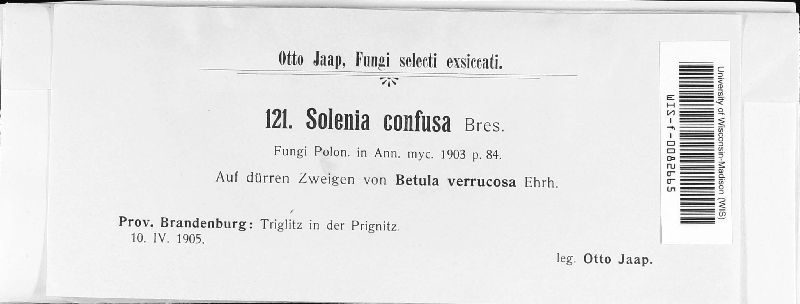 Otto Jaap, Fungi selecti exsiccati.
121. Solenia confusa Bres.
Fungi Polon. in Ann. myc. 1903 p. 84.
Auf dürren Zweigen von Betula verrucosa Ehrh.
Prov. Brandenburg: Triglitz in der Prignitz.
10. IV. 1905.
leg. Otto Jaap.
University of Wisconsin-Madison (WIS)
WIS-f-0082665